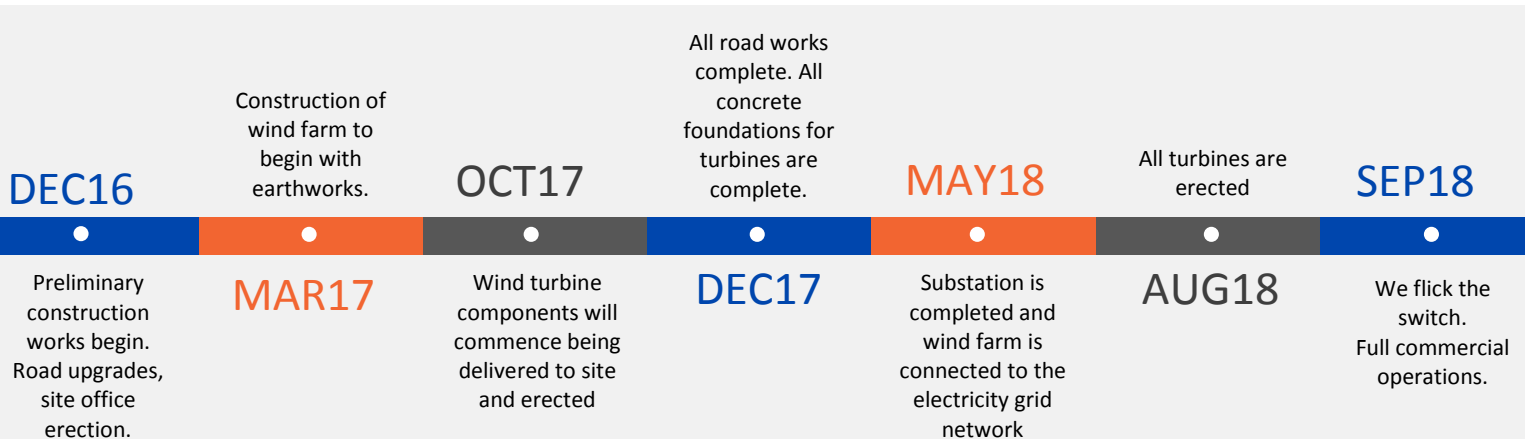 DEC16
Preliminary
construction
works begin.
Road upgrades,
site office
erection.
Construction of
wind farm to
begin with
earthworks.
MAR17
OCT17
Wind turbine
components will
commence being
delivered to site
and erected
All road works
complete. All
concrete
foundations for
turbines are
complete.
DEC17
MAY18
Substation is
completed and
wind farm is
connected to the
electricity grid
network
All turbines are
erected
AUG18
SEP18
We flick the
switch.
Full commercial
operations.